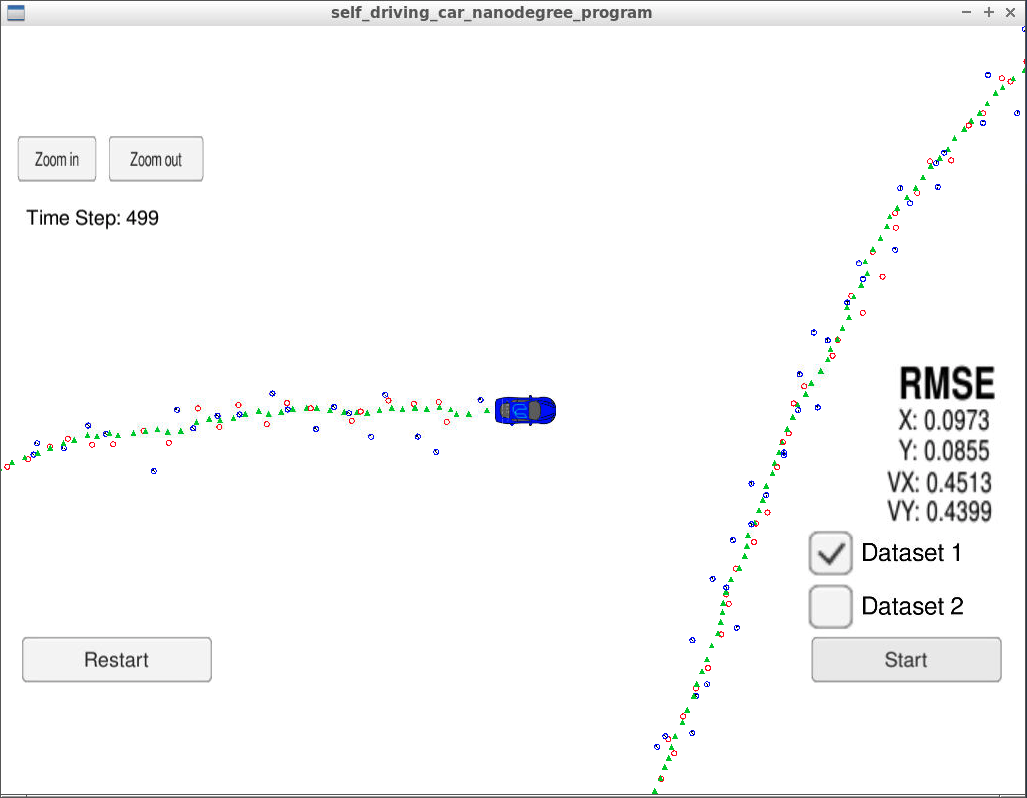 self_driving_car_nanodegree_program
Zoom in
Zoom out
Time Step: 499
RMSE
X: 0.0973
Y: 0.0855
VX: 0.4513
VY: 0.4399
Dataset 1
Dataset 2
Restart
Start